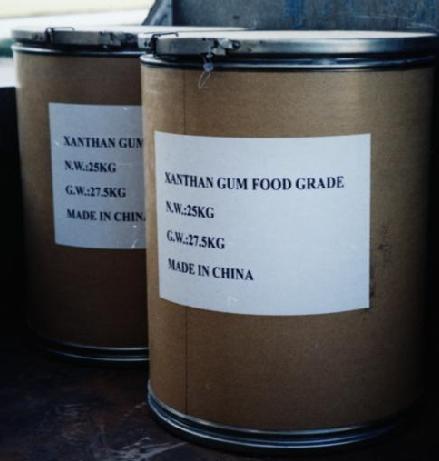 XANTHAN GUM
N.W.:25KG
G.W.:27.5KG
MADE IN CHINA
XANTHAN GUM FOOD GRADE
N.W.:25KG
G.W.:27.5KG
MADE IN CHINA